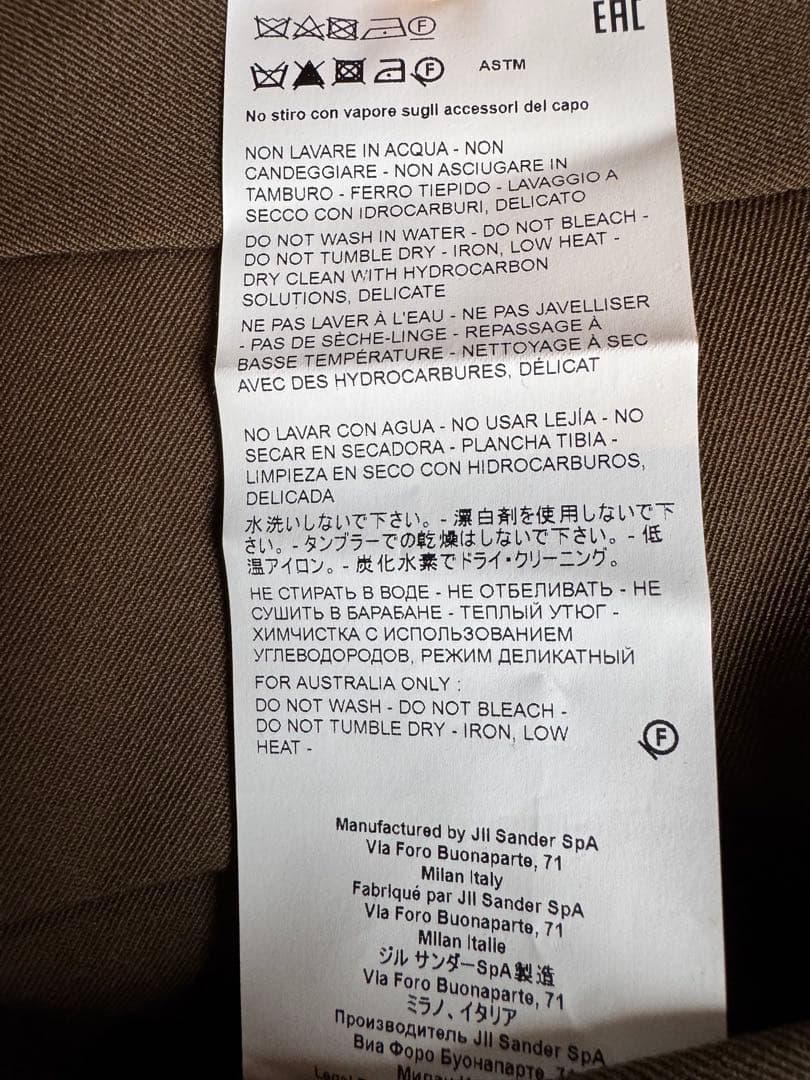 EAC
F
F ASTM
No stiro con vapore sugli accessori del capo
NON LAVARE IN ACQUA - NON
CANDEGGIARE - NON ASCIUGARE IN
TAMBURO - FERRO TIEPIDO - LAVAGGIO A
SECCO CON IDROCARBURI, DELICATO
DO NOT WASH IN WATER - DO NOT BLEACH -
DO NOT TUMBLE DRY - IRON, LOW HEAT -
DRY CLEAN WITH HYDROCARBON
SOLUTIONS, DELICATE
NE PAS LAVER À L'EAU - NE PAS JAVELLISER
- PAS DE SÈCHE-LINGE - REPASSAGE À
BASSE TEMPÉRATURE - NETTOYAGE À SEC
AVEC DES HYDROCARBURES, DÉLICAT
NO LAVAR CON AGUA - NO USAR LEJÍA - NO
SECAR EN SECADORA - PLANCHA TIBIA -
LIMPIEZA EN SECO CON HIDROCARBUROS,
DELICADA
水洗いしないで下さい。- 漂白剤を使用しないで下
さい。- タンブラーでの乾燥はしないで下さい。- 低
温アイロン。- 炭化水素でドライ・クリーニング。
НЕ СТИРАТЬ В ВОДЕ - НЕ ОТБЕЛИВАТЬ - НЕ
СУШИТЬ В БАРАБАНЕ - ТЕПЛЫЙ УТЮГ -
ХИМЧИСТКА С ИСПОЛЬЗОВАНИЕМ
УГЛЕВОДОРОДОВ, РЕЖИМ ДЕЛИКАТНЫЙ
FOR AUSTRALIA ONLY :
DO NOT WASH - DO NOT BLEACH -
DO NOT TUMBLE DRY - IRON, LOW
HEAT -
F
Manufactured by Jil Sander SpA
Via Foro Buonaparte, 71
Milan Italy
Fabriqué par Jil Sander SpA
Via Foro Buonaparte, 71
Milan Italie
ジル サンダーSpA製造
Via Foro Buonaparte, 71
ミラノ、イタリア
Производитель Jil Sander SpA
Виа Форо Буонапарте,
Милан
Legal